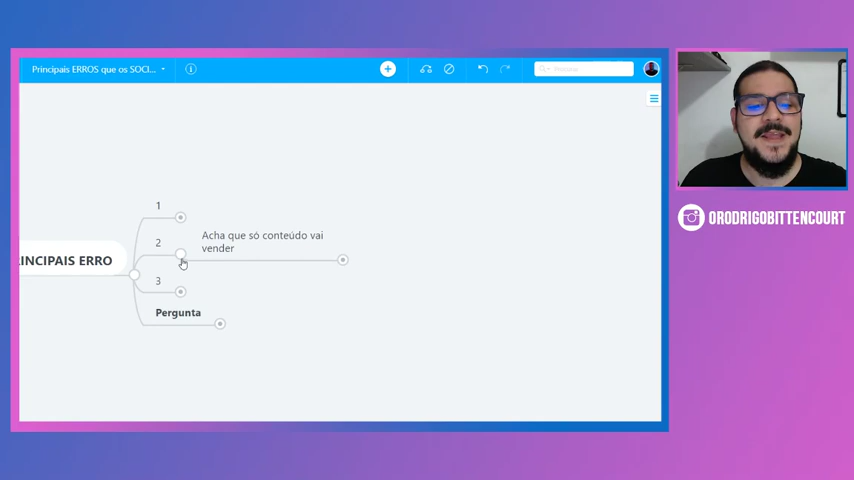 Principais ERROS que os SOCI...
1
Acha que só conteúdo vai
vender
2
INCIPAIS ERRO
3
Pergunta
ORODRIGOBITTENCOURT